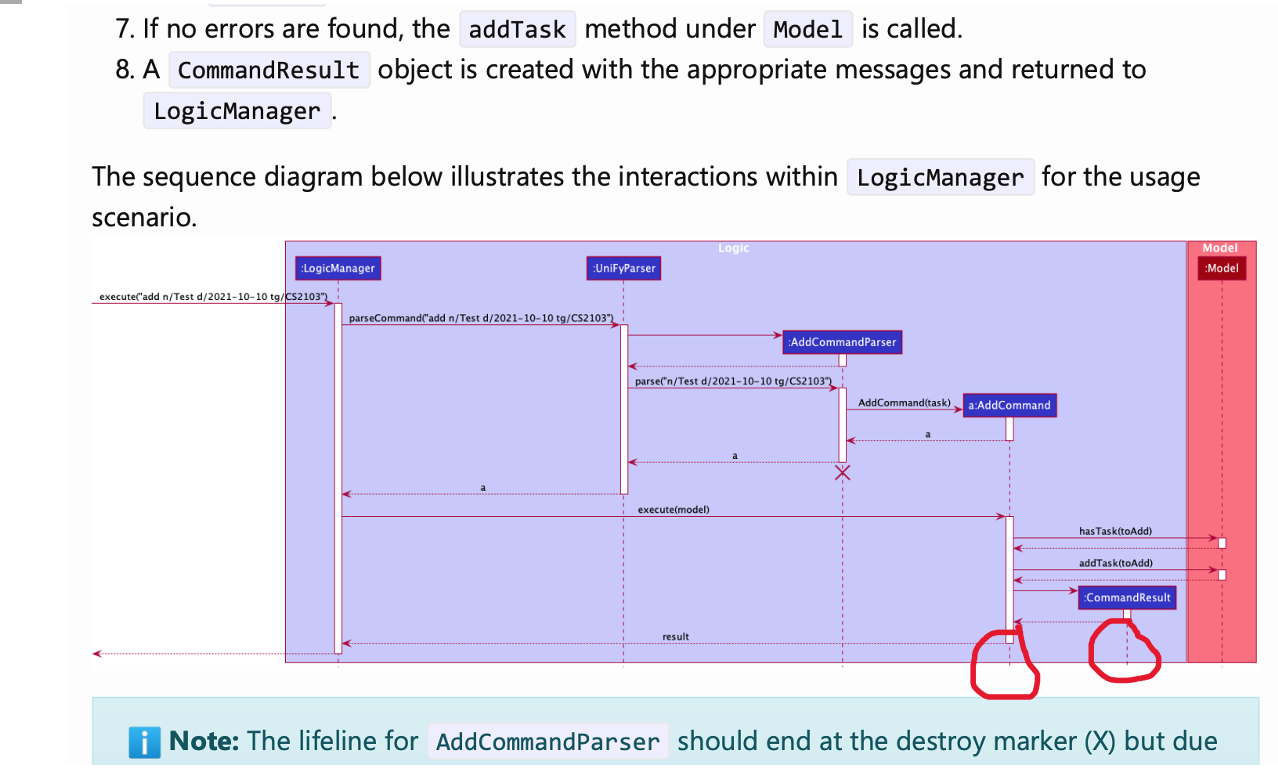 7. If no errors are found, the addTask method under Model is called.
8. A CommandResult object is created with the appropriate messages and returned to
LogicManager.
The sequence diagram below illustrates the interactions within LogicManager for the usage
scenario.
Logic
Model
:LogicManager
:UniFyParser
:Model
execute("add n/Test d/2021-10-10 tg/CS2103")
parseCommand("add n/Test d/2021-10-10 tg/CS2103")
:AddCommandParser
parse("n/Test d/2021-10-10 tg/CS2103")
AddCommand(task)
a:AddCommand
a
a
a
execute(model)
hasTask(toAdd)
addTask(toAdd)
:CommandResult
result
Note: The lifeline for AddCommandParser should end at the destroy marker (X) but due